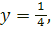 y = 1/4,